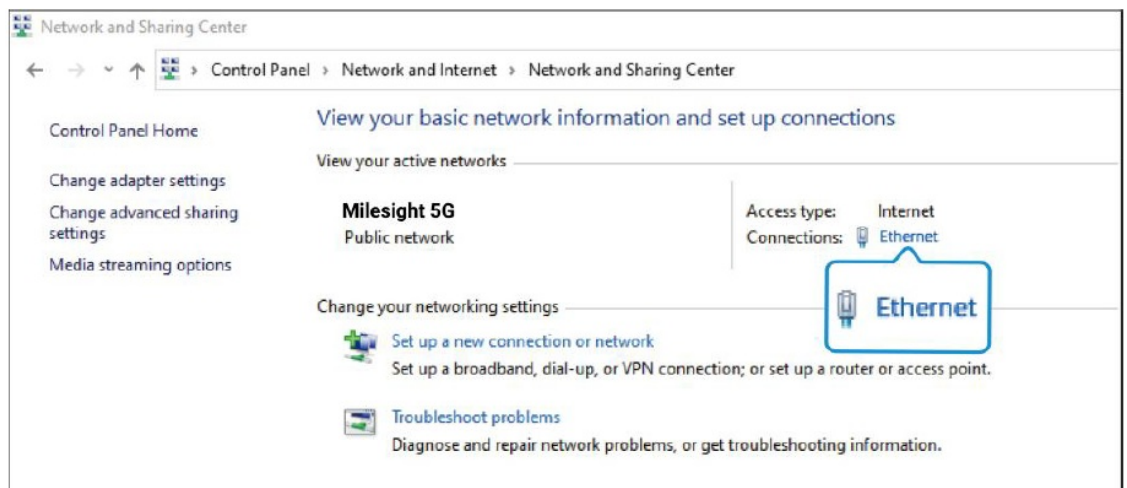 Network and Sharing Center
Control Panel > Network and Internet > Network and Sharing Center
Control Panel Home
Change adapter settings
Change advanced sharing
settings
Media streaming options
View your basic network information and set up connections
View your active networks
Milesight 5G
Public network
Access type: Internet
Connections: Ethernet
Ethernet
Change your networking settings
Set up a new connection or network
Set up a broadband, dial-up, or VPN connection; or set up a router or access point.
Troubleshoot problems
Diagnose and repair network problems, or get troubleshooting information.